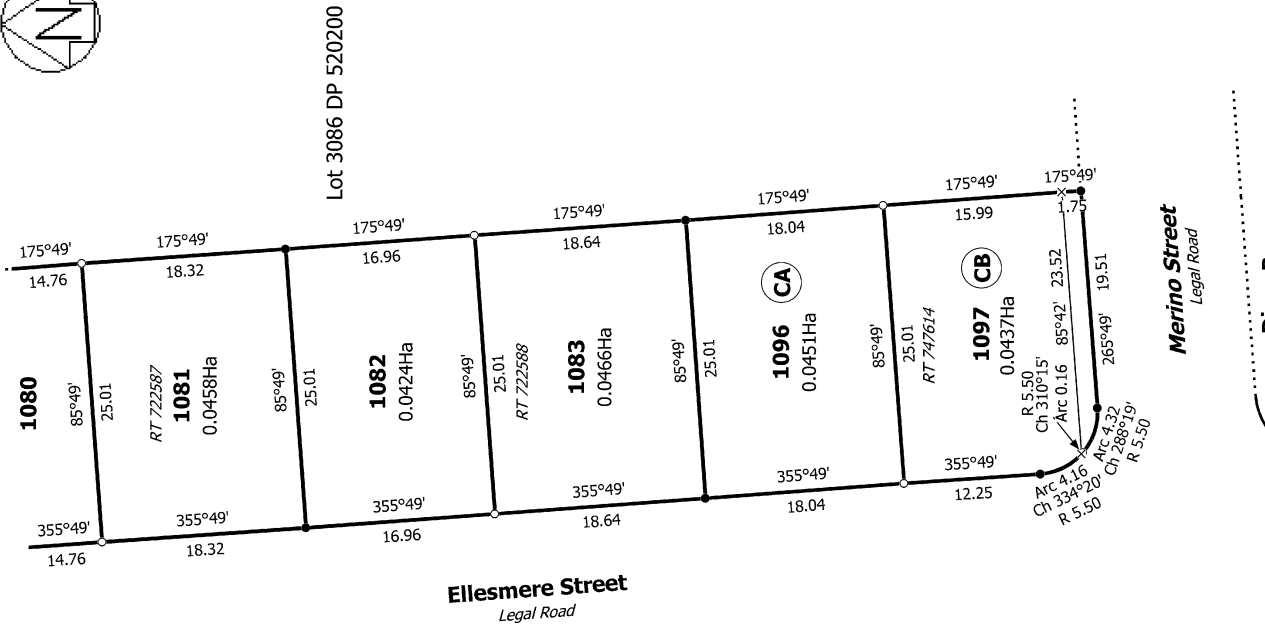 N
Lot 3086 DP 520200
175°49'
14.76
175°49'
18.32
175°49'
16.96
175°49'
18.64
175°49'
18.04
175°49'
15.99
175°49'
1.75
1080
85°49'
25.01
RT 722587
1081
0.0458Ha
85°49'
25.01
1082
0.0424Ha
85°49'
25.01
RT 722588
1083
0.0466Ha
85°49'
25.01
CA
1096
0.0451Ha
85°49'
25.01
RT 747614
CB
1097
0.0437Ha
R 5.50
Ch 310°15'
Arc 0.16
85°42'
23.52
265°49'
19.51
Arc 4.32
Ch 288°19'
R 5.50
Arc 4.16
Ch 334°20'
R 5.50
Merino Street
Legal Road
355°49'
14.76
355°49'
18.32
355°49'
16.96
355°49'
18.64
355°49'
18.04
355°49'
12.25
Ellesmere Street
Legal Road